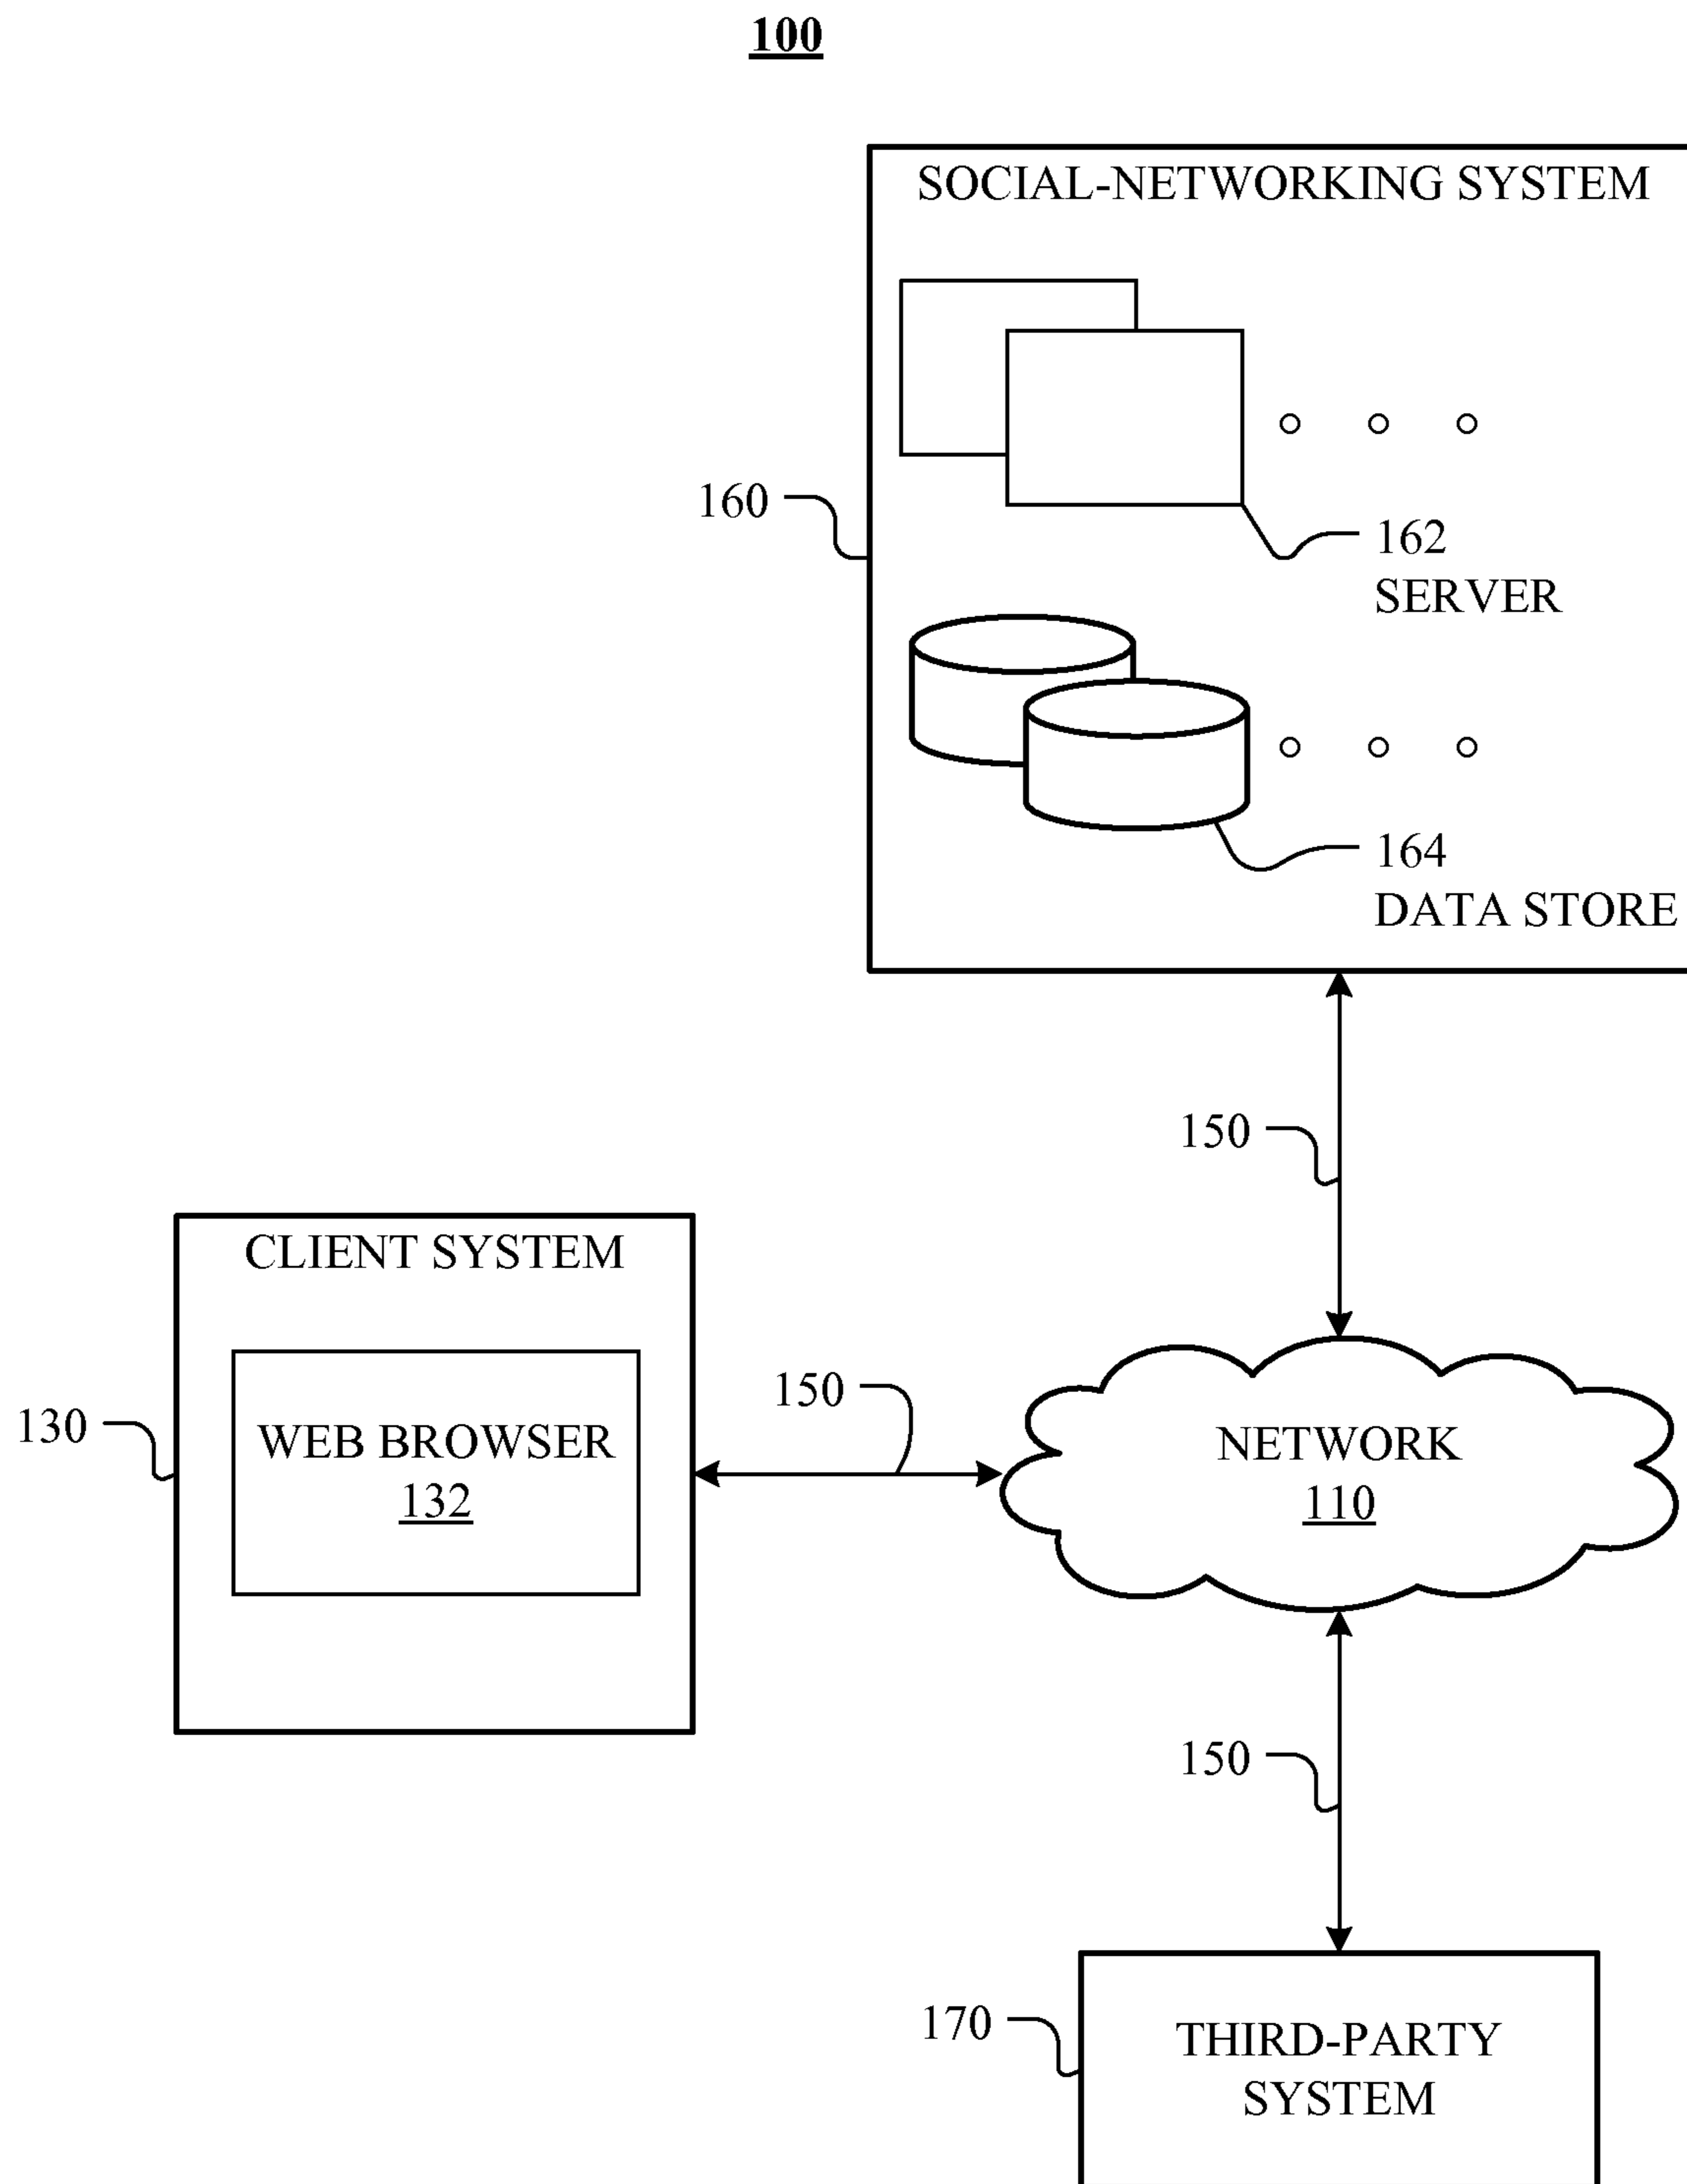 100
SOCIAL-NETWORKING SYSTEM
160
162
SERVER
164
DATA STORE
150
CLIENT SYSTEM
130
WEB BROWSER
132
150
NETWORK
110
150
170
THIRD-PARTY
SYSTEM